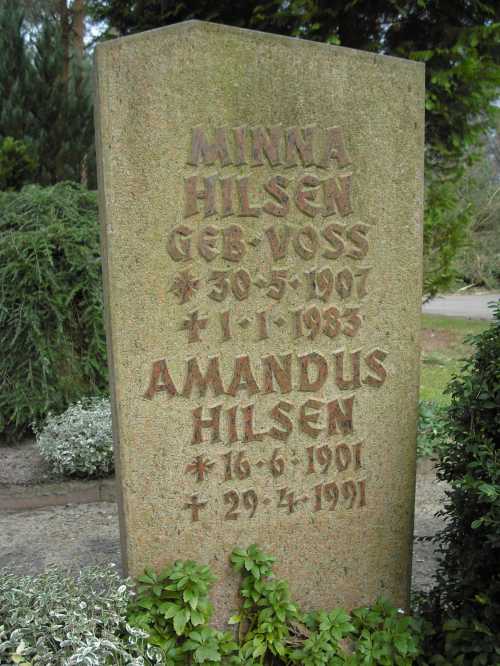 MINNA
HILSEN
GEB·VOSS
* 30·5·1907
+ 1·1·1983
AMANDUS
HILSEN
* 16·6·1901
+ 29·4·1991